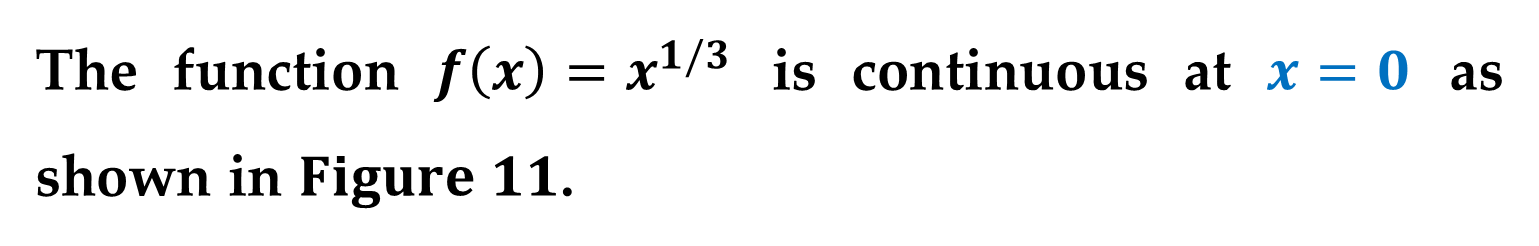 The function f(x) = x^{1/3} is continuous at x = 0 as
shown in Figure 11.